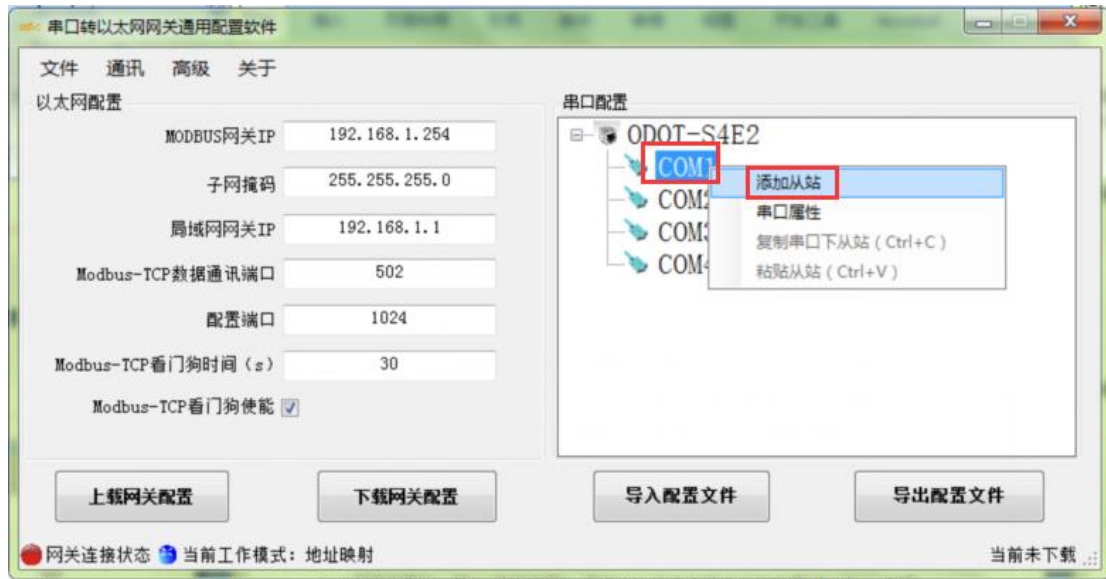 串口转以太网网关通用配置软件
文件 通讯 高级 关于
以太网配置
MODBUS网关IP 192.168.1.254
子网掩码 255.255.255.0
局域网网关IP 192.168.1.1
Modbus-TCP数据通讯端口 502
配置端口 1024
Modbus-TCP看门狗时间（s） 30
Modbus-TCP看门狗使能
串口配置
ODOT-S4E2
COM1
COM2
COM3
COM4
添加从站
串口属性
复制串口下从站（Ctrl+C）
粘贴从站（Ctrl+V）
上载网关配置 下载网关配置 导入配置文件 导出配置文件
网关连接状态 当前工作模式：地址映射 当前未下载